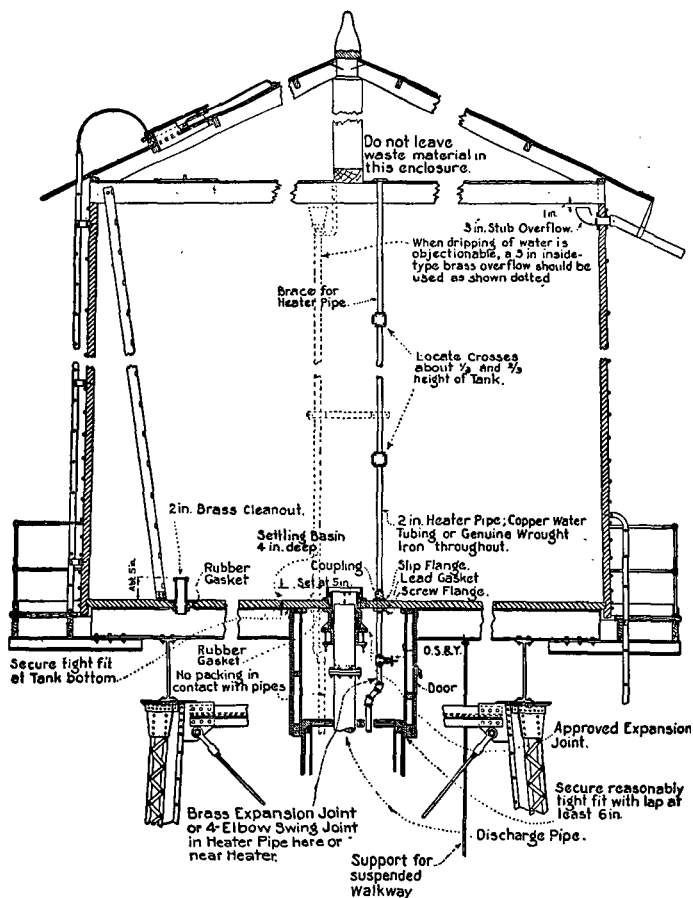 Do not leave
waste material in
this enclosure.
1 in.
3 in. Stub Overflow.
When dripping of water is
objectionable, a 3 in inside-
type brass overflow should be
used as shown dotted
Brace for
Heater Pipe
Locate Crosses
about 1/3 and 2/3
height of Tank.
2 in. Brass Cleanout.
Settling Basin
4 in. deep
2 in. Heater Pipe; Copper Water
Tubing or Genuine Wrought
Iron throughout.
Abt. 5 in.
Rubber
Gasket
Coupling
Set at 5 in.
Slip Flange.
Lead Gasket
Screw Flange.
Secure tight fit
at Tank bottom.
Rubber
Gasket
No packing in
contact with pipes
O.S.&Y.
Door
Approved Expansion
Joint.
Brass Expansion Joint
or 4-Elbow Swing Joint
in Heater Pipe here or
near Heater.
Secure reasonably
tight fit with lap at
least 6 in.
Discharge Pipe.
Support for
suspended
Walkway